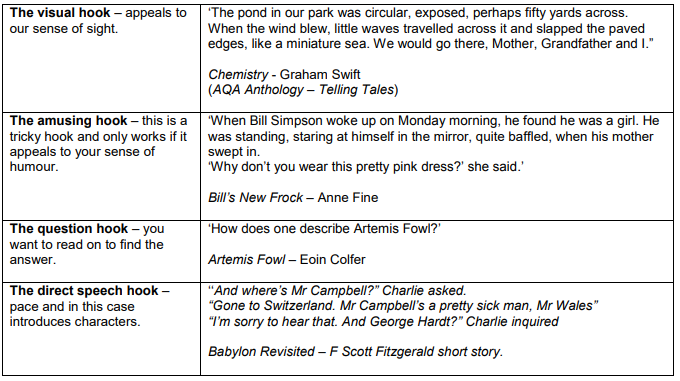 The visual hook – appeals to
our sense of sight.
‘The pond in our park was circular, exposed, perhaps fifty yards across.
When the wind blew, little waves travelled across it and slapped the paved
edges, like a miniature sea. We would go there, Mother, Grandfather and I.”
Chemistry - Graham Swift
(AQA Anthology – Telling Tales)
The amusing hook – this is a
tricky hook and only works if it
appeals to your sense of
humour.
‘When Bill Simpson woke up on Monday morning, he found he was a girl. He
was standing, staring at himself in the mirror, quite baffled, when his mother
swept in.
‘Why don’t you wear this pretty pink dress?’ she said.’
Bill’s New Frock – Anne Fine
The question hook – you
want to read on to find the
answer.
‘How does one describe Artemis Fowl?’
Artemis Fowl – Eoin Colfer
The direct speech hook –
pace and in this case
introduces characters.
‘“And where’s Mr Campbell?” Charlie asked.
“Gone to Switzerland. Mr Campbell’s a pretty sick man, Mr Wales”
“I’m sorry to hear that. And George Hardt?” Charlie inquired
Babylon Revisited – F Scott Fitzgerald short story.